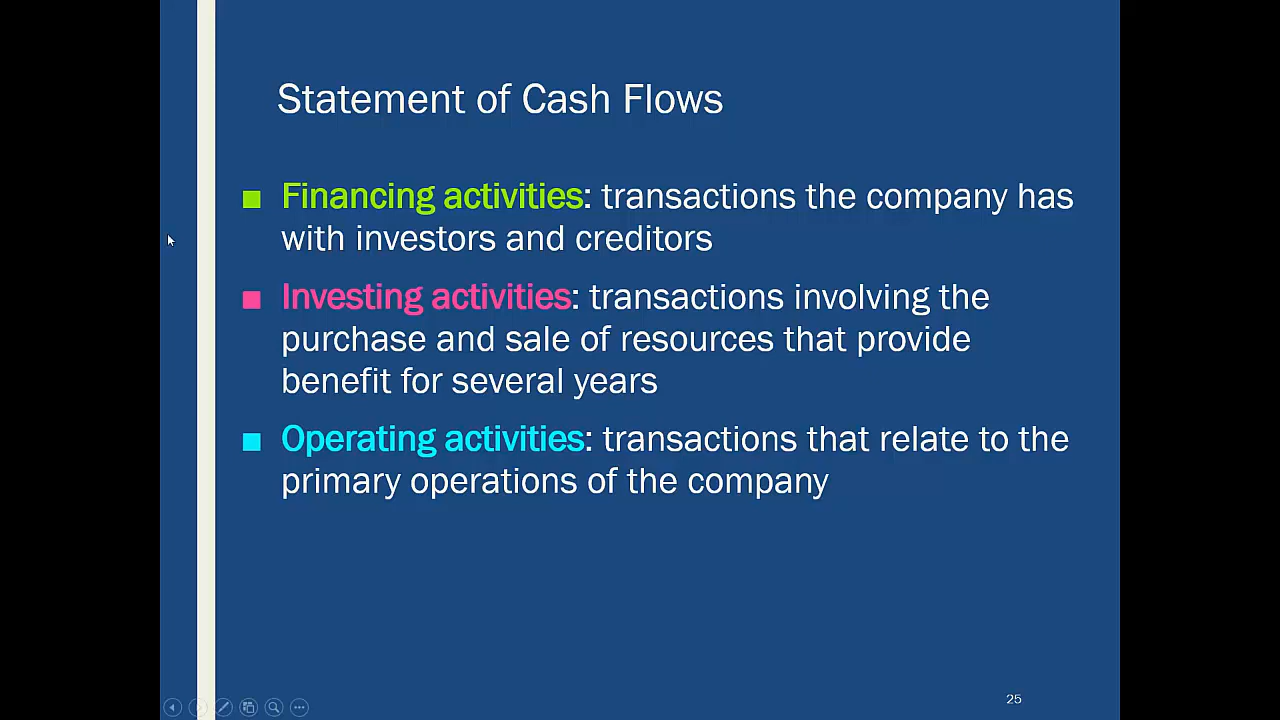 Statement of Cash Flows
Financing activities: transactions the company has
with investors and creditors
Investing activities: transactions involving the
purchase and sale of resources that provide
benefit for several years
Operating activities: transactions that relate to the
primary operations of the company
25